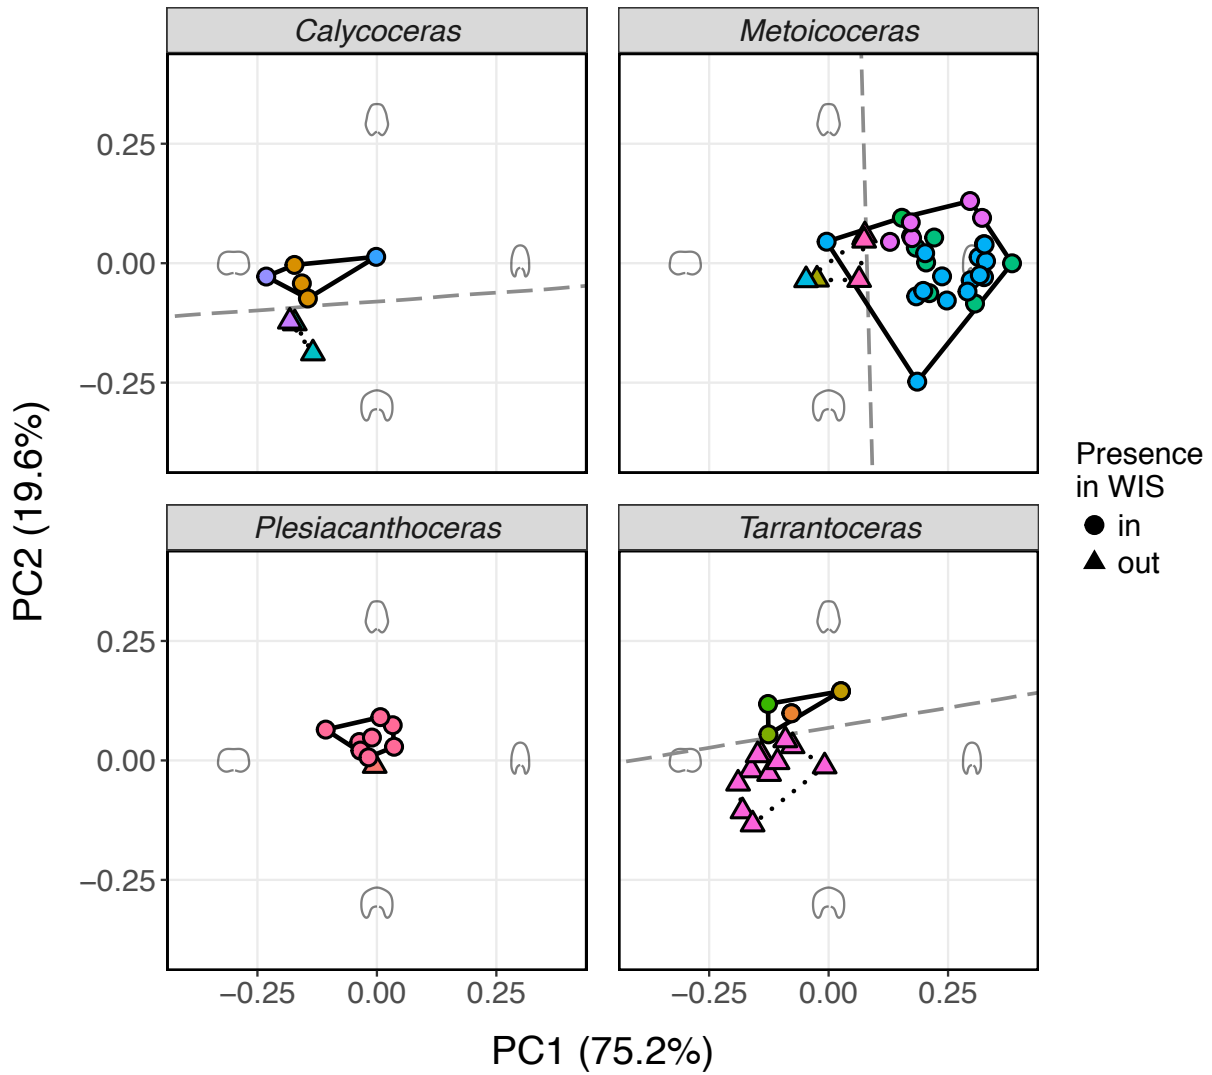 Calycoceras
Metoicoceras
0.25
0.00
−0.25
Plesiacanthoceras
Tarrantoceras
0.25
0.00
−0.25
−0.25
0.00
0.25
−0.25
0.00
0.25
PC1 (75.2%)
PC2 (19.6%)
Presence
in WIS
in
out